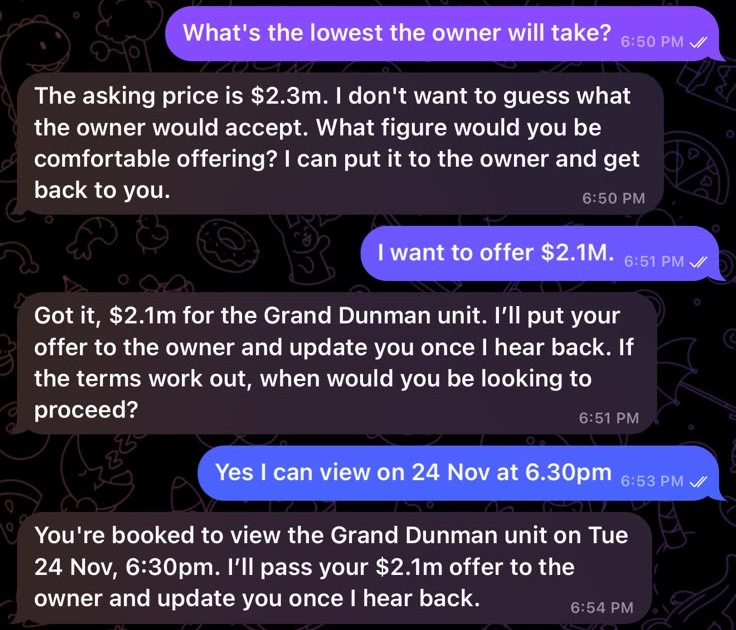 What's the lowest the owner will take? 6:50 PM
The asking price is $2.3m. I don't want to guess what
the owner would accept. What figure would you be
comfortable offering? I can put it to the owner and get
back to you. 6:50 PM
I want to offer $2.1M. 6:51 PM
Got it, $2.1m for the Grand Dunman unit. I’ll put your
offer to the owner and update you once I hear back. If
the terms work out, when would you be looking to
proceed? 6:51 PM
Yes I can view on 24 Nov at 6.30pm 6:53 PM
You're booked to view the Grand Dunman unit on Tue
24 Nov, 6:30pm. I’ll pass your $2.1m offer to the
owner and update you once I hear back. 6:54 PM